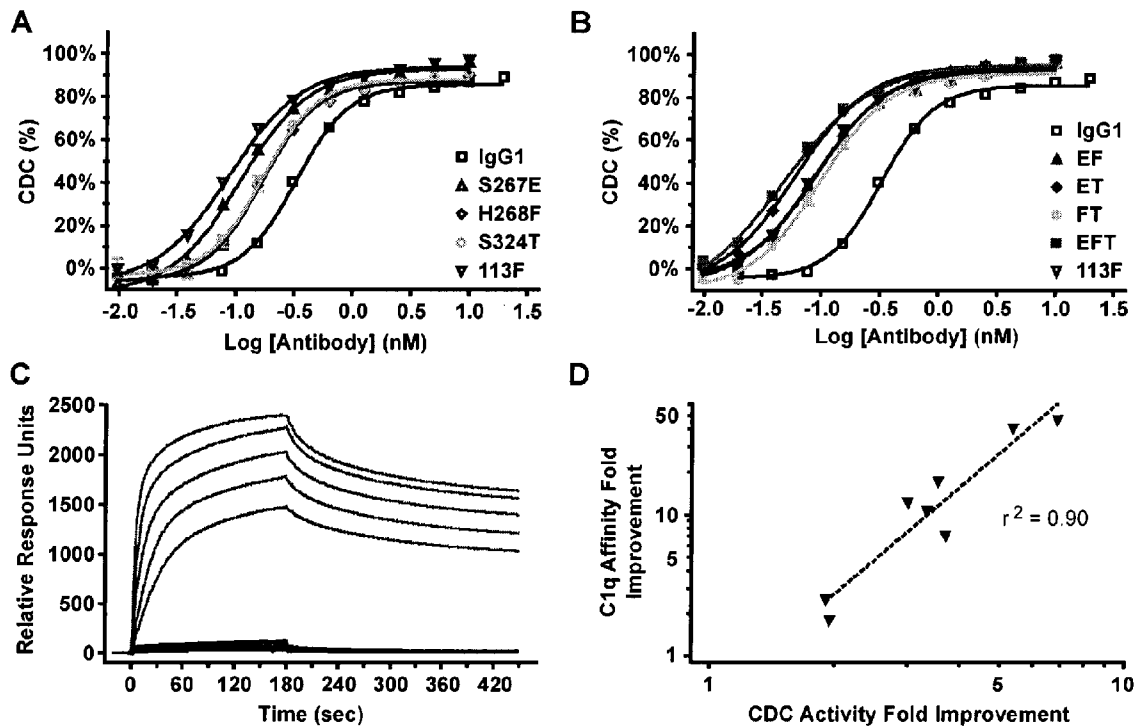 A
CDC (%)
100%
80%
60%
40%
20%
0%
IgG1
S267E
H268F
S324T
113F
-2.0 -1.5 -1.0 -0.5 0.0 0.5 1.0 1.5
Log [Antibody] (nM)
B
CDC (%)
100%
80%
60%
40%
20%
0%
IgG1
EF
ET
FT
EFT
113F
-2.0 -1.5 -1.0 -0.5 0.0 0.5 1.0 1.5
Log [Antibody] (nM)
C
Relative Response Units
2500
2000
1500
1000
500
0
0 60 120 180 240 300 360 420
Time (sec)
D
C1q Affinity Fold
Improvement
50
10
5
1
r² = 0.90
1 5 10
CDC Activity Fold Improvement